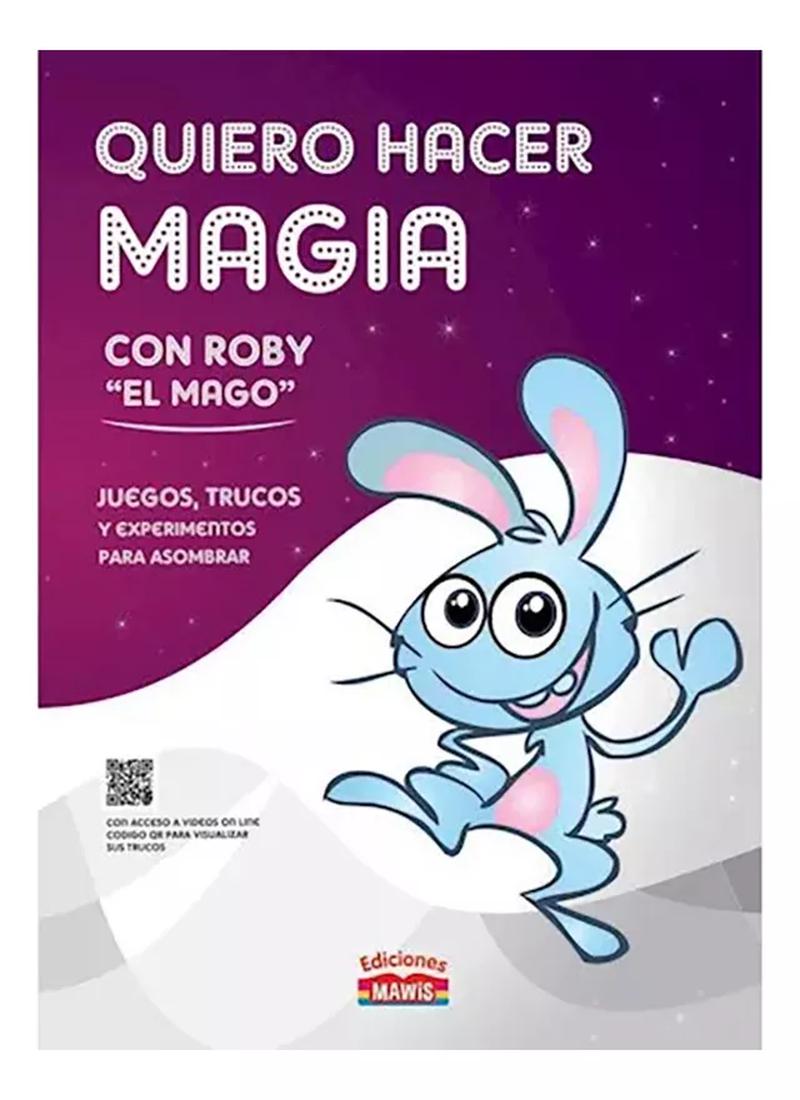 QUIERO HACER
MAGIA
CON ROBY
“EL MAGO”
JUEGOS, TRUCOS
Y EXPERIMENTOS
PARA ASOMBRAR
CON ACCESO A VIDEOS ON LINE
CODIGO QR PARA VISUALIZAR
SUS TRUCOS
Ediciones
MAWIS